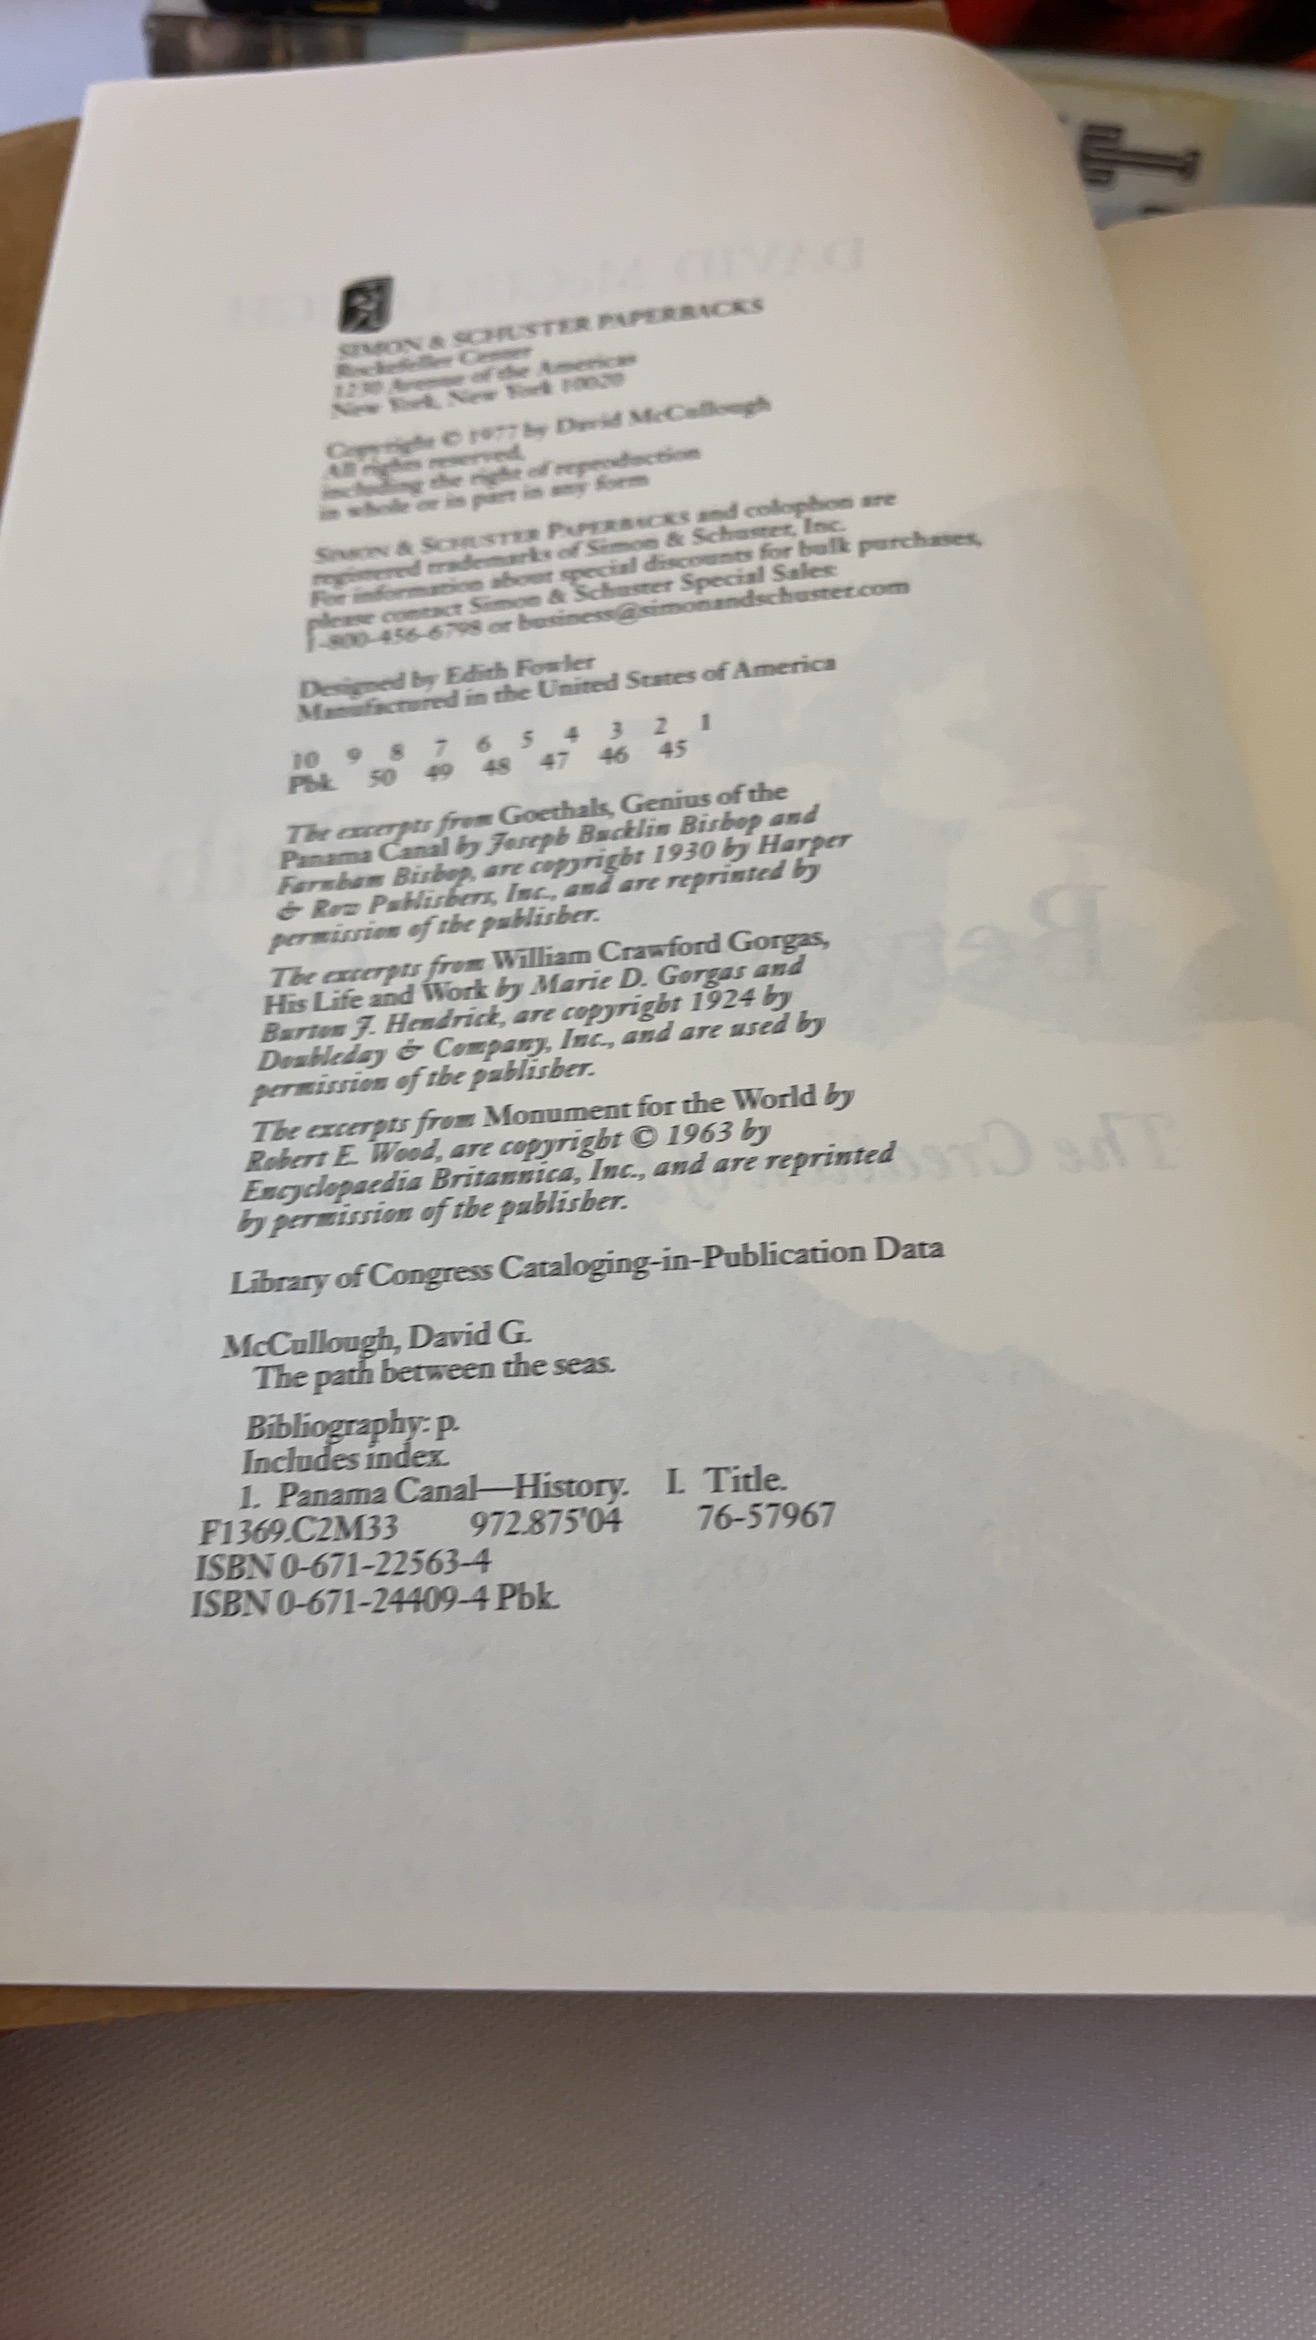 SIMON & SCHUSTER PAPERBACKS
Rockefeller Center
1230 Avenue of the Americas
New York, New York 10020
Copyright © 1977 by David McCullough
All rights reserved,
including the right of reproduction
in whole or in part in any form
SIMON & SCHUSTER PAPERBACKS and colophon are
registered trademarks of Simon & Schuster, Inc.
For information about special discounts for bulk purchases,
please contact Simon & Schuster Special Sales:
1-800-456-6798 or business@simonandschuster.com
Designed by Edith Fowler
Manufactured in the United States of America
10 9 8 7 6 5 4 3 2 1
Pbk. 50 49 48 47 46 45
The excerpts from Goethals, Genius of the
Panama Canal by Joseph Bucklin Bishop and
Farnham Bishop, are copyright 1930 by Harper
& Row Publishers, Inc., and are reprinted by
permission of the publisher.
The excerpts from William Crawford Gorgas,
His Life and Work by Marie D. Gorgas and
Burton J. Hendrick, are copyright 1924 by
Doubleday & Company, Inc., and are used by
permission of the publisher.
The excerpts from Monument for the World by
Robert E. Wood, are copyright © 1963 by
Encyclopaedia Britannica, Inc., and are reprinted
by permission of the publisher.
Library of Congress Cataloging-in-Publication Data
McCullough, David G.
The path between the seas.
Bibliography: p.
Includes index.
1. Panama Canal—History. I. Title.
F1369.C2M33 972.875'04 76-57967
ISBN 0-671-22563-4
ISBN 0-671-24409-4 Pbk.